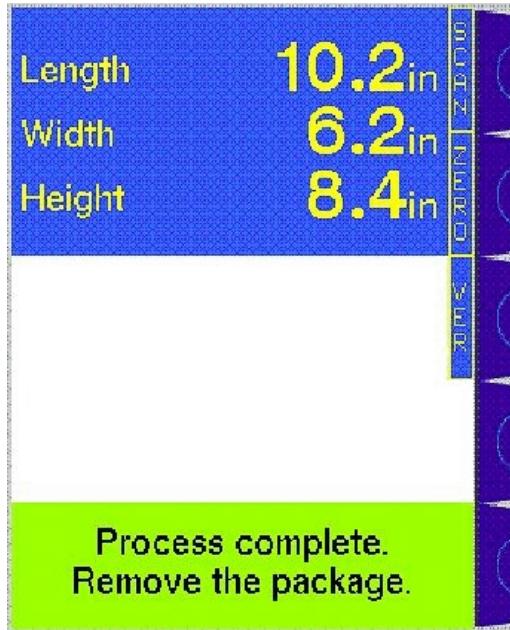 Length 10.2in
Width 6.2in
Height 8.4in
SCAN
ZERO
VER
Process complete.
Remove the package.